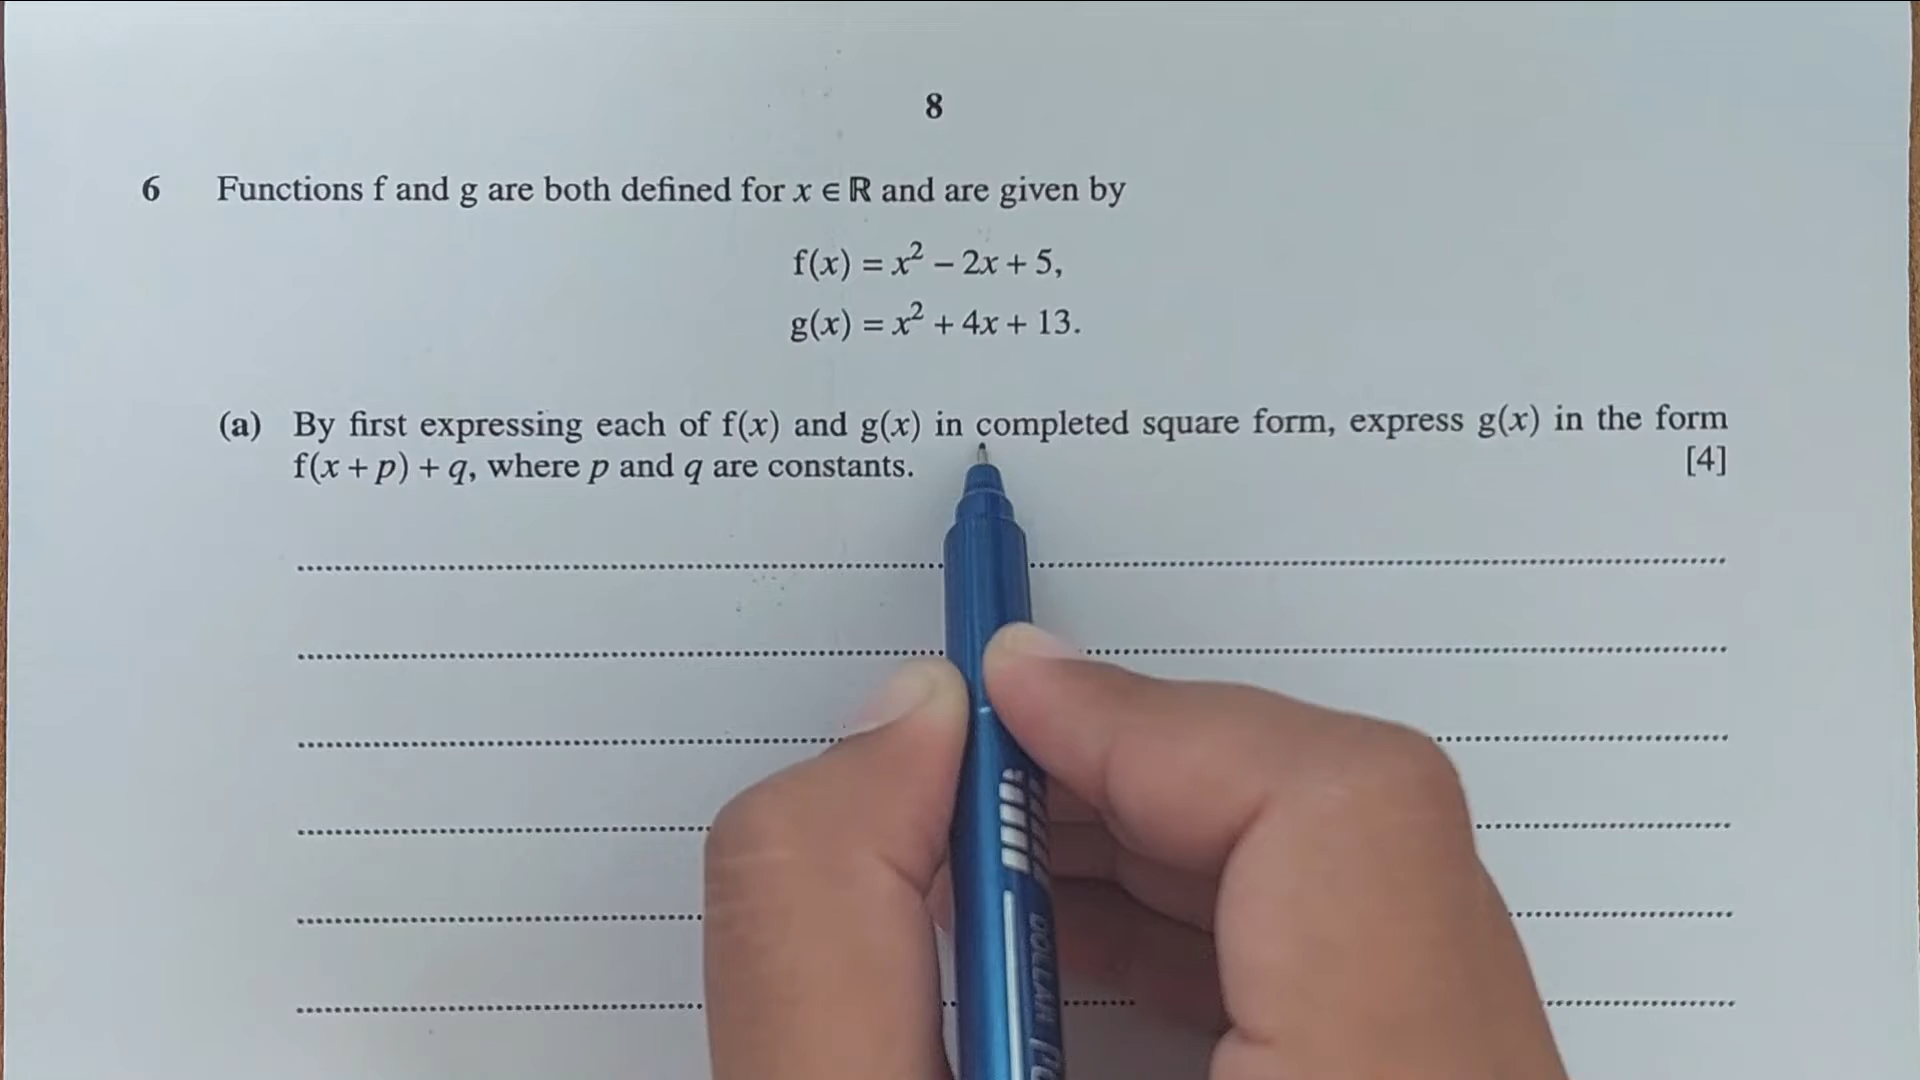 8
6 Functions f and g are both defined for x ∈ ℝ and are given by
f(x) = x² − 2x + 5,
g(x) = x² + 4x + 13.
(a) By first expressing each of f(x) and g(x) in completed square form, express g(x) in the form
f(x + p) + q, where p and q are constants. [4]
DOLLAR